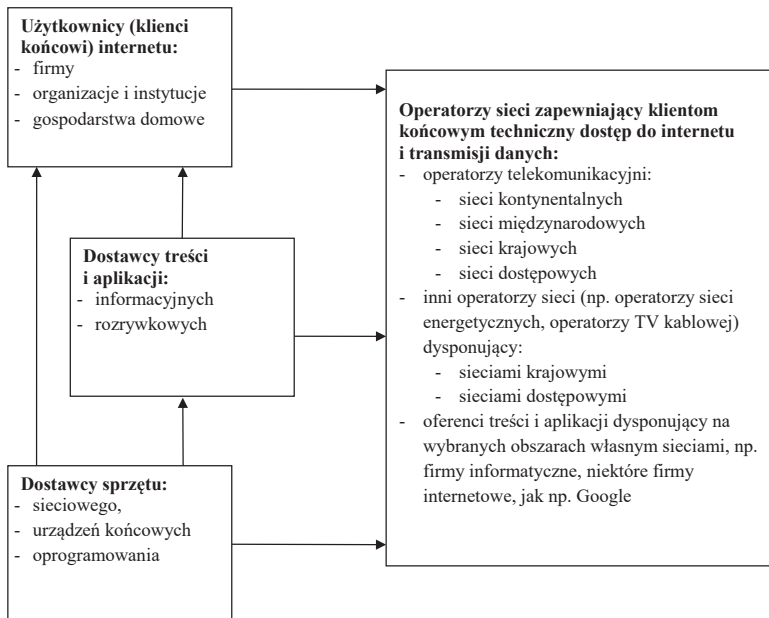 Użytkownicy (klienci
końcowi) internetu:
- firmy
- organizacje i instytucje
- gospodarstwa domowe
Dostawcy treści
i aplikacji:
- informacyjnych
- rozrywkowych
Dostawcy sprzętu:
- sieciowego,
- urządzeń końcowych
- oprogramowania
Operatorzy sieci zapewniający klientom
końcowym techniczny dostęp do internetu
i transmisji danych:
- operatorzy telekomunikacyjni:
- sieci kontynentalnych
- sieci międzynarodowych
- sieci krajowych
- sieci dostępowych
- inni operatorzy sieci (np. operatorzy sieci
energetycznych, operatorzy TV kablowej)
dysponujący:
- sieciami krajowymi
- sieciami dostępowymi
- oferenci treści i aplikacji dysponujący na
wybranych obszarach własnym sieciami, np.
firmy informatyczne, niektóre firmy
internetowe, jak np. Google